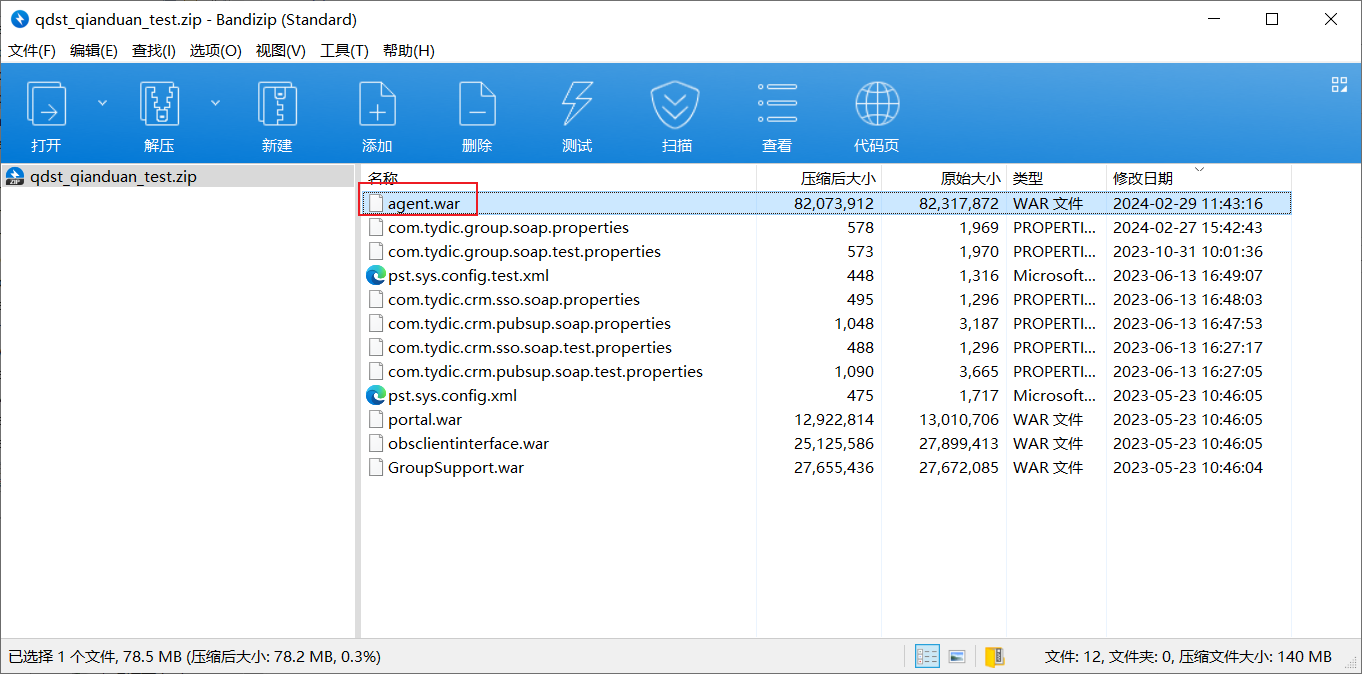 qdst_qianduan_test.zip - Bandizip (Standard)
文件(F) 编辑(E) 查找(I) 选项(O) 视图(V) 工具(T) 帮助(H)
打开 解压 新建 添加 删除 测试 扫描 查看 代码页
qdst_qianduan_test.zip
名称 压缩后大小 原始大小 类型 修改日期
agent.war 82,073,912 82,317,872 WAR 文件 2024-02-29 11:43:16
com.tydic.group.soap.properties 578 1,969 PROPERTI... 2024-02-27 15:42:43
com.tydic.group.soap.test.properties 573 1,970 PROPERTI... 2023-10-31 10:01:36
pst.sys.config.test.xml 448 1,316 Microsoft... 2023-06-13 16:49:07
com.tydic.crm.sso.soap.properties 495 1,296 PROPERTI... 2023-06-13 16:48:03
com.tydic.crm.pubsup.soap.properties 1,048 3,187 PROPERTI... 2023-06-13 16:47:53
com.tydic.crm.sso.soap.test.properties 488 1,296 PROPERTI... 2023-06-13 16:27:17
com.tydic.crm.pubsup.soap.test.properties 1,090 3,665 PROPERTI... 2023-06-13 16:27:05
pst.sys.config.xml 475 1,717 Microsoft... 2023-05-23 10:46:05
portal.war 12,922,814 13,010,706 WAR 文件 2023-05-23 10:46:05
obsclientinterface.war 25,125,586 27,899,413 WAR 文件 2023-05-23 10:46:05
GroupSupport.war 27,655,436 27,672,085 WAR 文件 2023-05-23 10:46:04
已选择 1 个文件, 78.5 MB (压缩后大小: 78.2 MB, 0.3%) 文件: 12, 文件夹: 0, 压缩文件大小: 140 MB